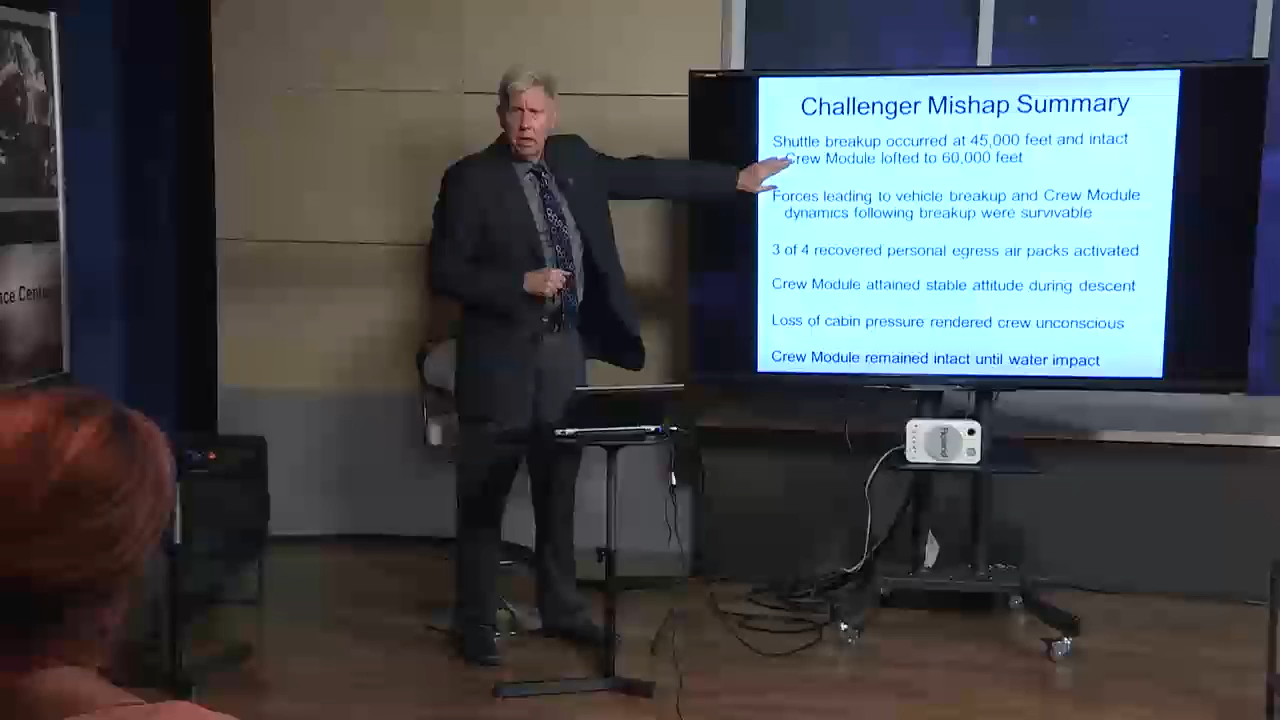 Challenger Mishap Summary
Shuttle breakup occurred at 45,000 feet and intact
Crew Module lofted to 60,000 feet
Forces leading to vehicle breakup and Crew Module
dynamics following breakup were survivable
3 of 4 recovered personal egress air packs activated
Crew Module attained stable attitude during descent
Loss of cabin pressure rendered crew unconscious
Crew Module remained intact until water impact
Pyramid